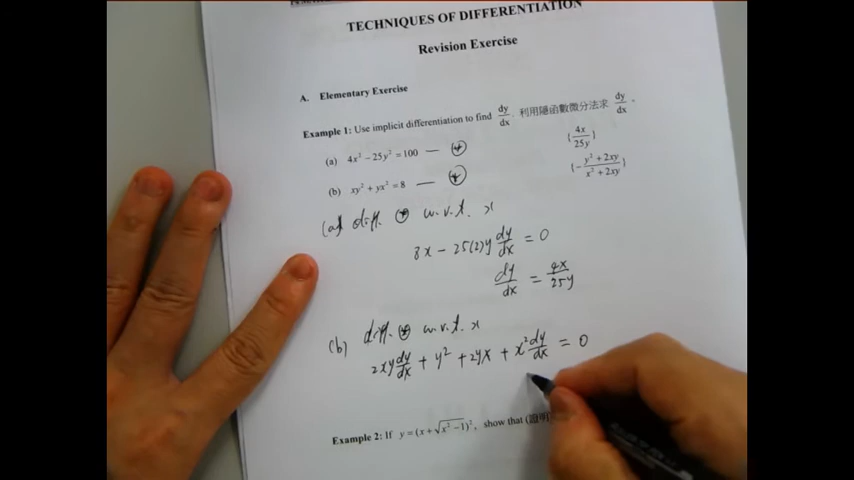 TECHNIQUES OF DIFFERENTIATION
Revision Exercise
A. Elementary Exercise
Example 1: Use implicit differentiation to find dy/dx. 利用隱函數微分法求 dy/dx。
(a) 4x² − 25y² = 100 — (*) {4x/25y}
(b) xy² + yx² = 8 — (*) {−(y² + 2xy)/(x² + 2xy)}
(a) diff. (*) w.r.t. x
8x − 25(2)y dy/dx = 0
dy/dx = 4x/25y
(b) diff. (*) w.r.t. x
2xy dy/dx + y² + 2yx + x² dy/dx = 0
Example 2: If y = (x + √(x² − 1))², show that (證明